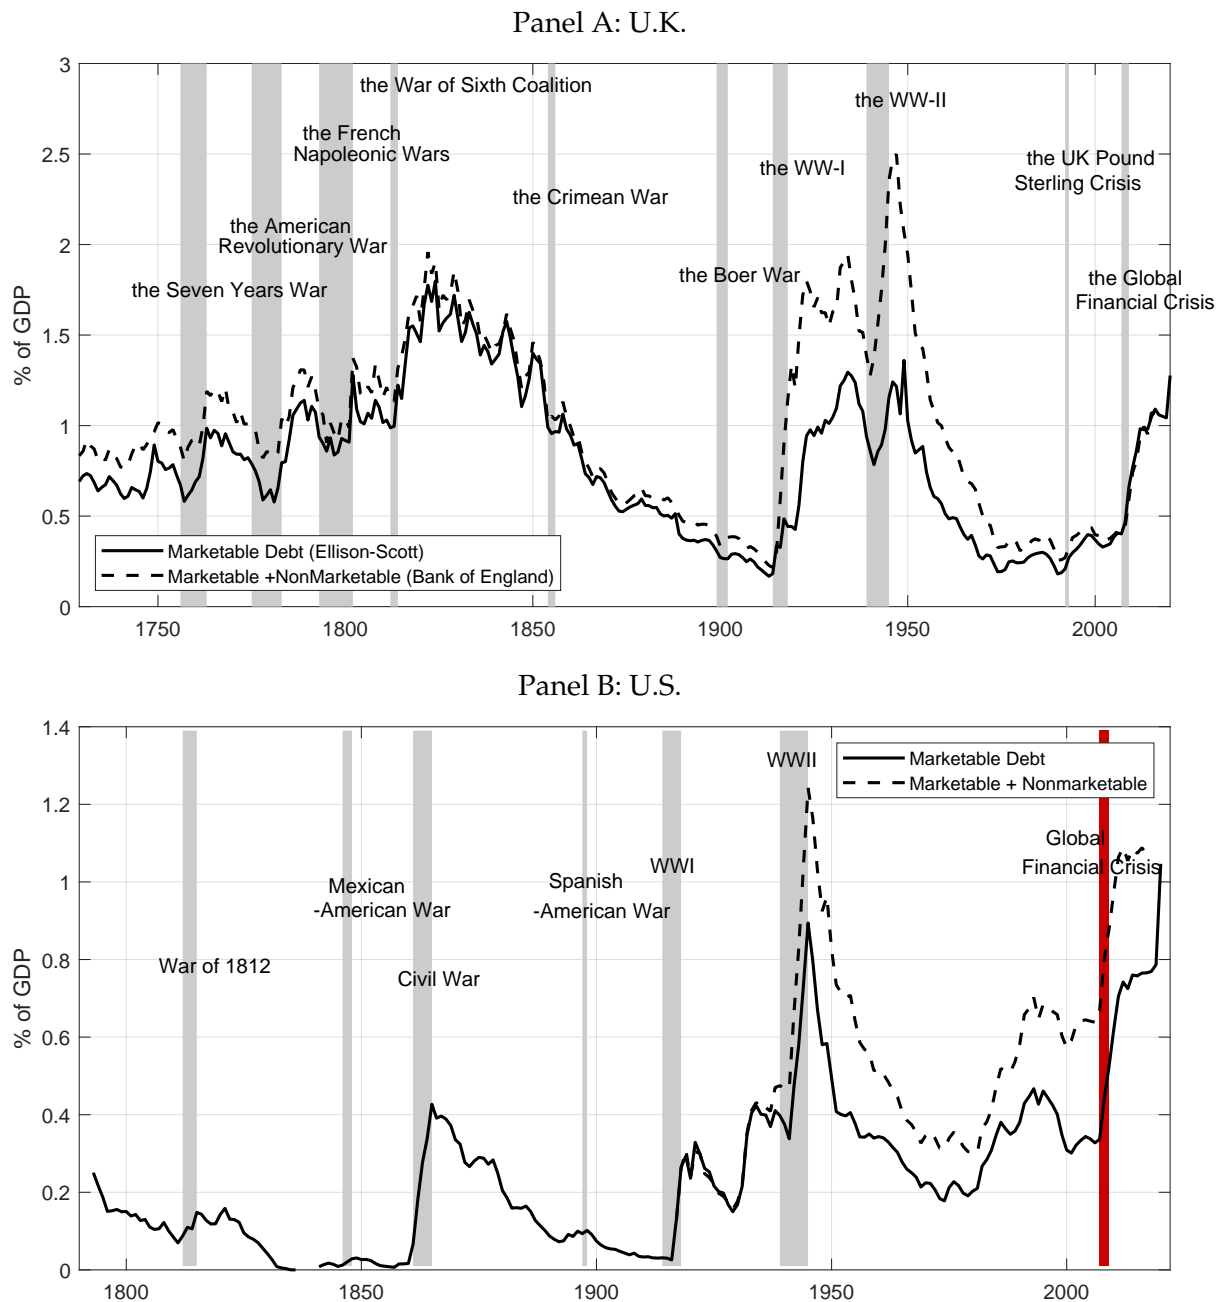 Panel A: U.K.
3
the War of Sixth Coalition
the WW-II
the French
Napoleonic Wars
2.5
the UK Pound
Sterling Crisis
the WW-I
the Crimean War
the American
Revolutionary War
2
the Boer War
the Global
Financial Crisis
the Seven Years War
% of GDP
1.5
1
0.5
Marketable Debt (Ellison-Scott)
Marketable +NonMarketable (Bank of England)
0
1750 1800 1850 1900 1950 2000
Panel B: U.S.
1.4
WWII
Marketable Debt
Marketable + Nonmarketable
1.2
Global
Financial Crisis
WWI
1
Mexican
-American War
Spanish
-American War
War of 1812
Civil War
0.8
% of GDP
0.6
0.4
0.2
0
1800 1850 1900 1950 2000